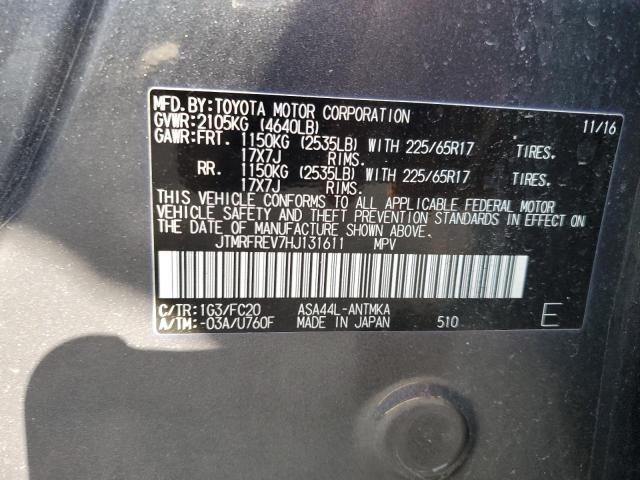 MFD. BY: TOYOTA MOTOR CORPORATION 11/16
GVWR: 2105KG (4640LB)
GAWR: FRT. 1150KG (2535LB) WITH 225/65R17 TIRES.
17X7J RIMS.
RR. 1150KG (2535LB) WITH 225/65R17 TIRES.
17X7J RIMS.
THIS VEHICLE CONFORMS TO ALL APPLICABLE FEDERAL MOTOR
VEHICLE SAFETY AND THEFT PREVENTION STANDARDS IN EFFECT ON
THE DATE OF MANUFACTURE SHOWN ABOVE.
JTMRFREV7HJ131611 MPV
C/TR: 1G3/FC20 ASA44L-ANTMKA
A/TM: -03A/U760F MADE IN JAPAN 510 E